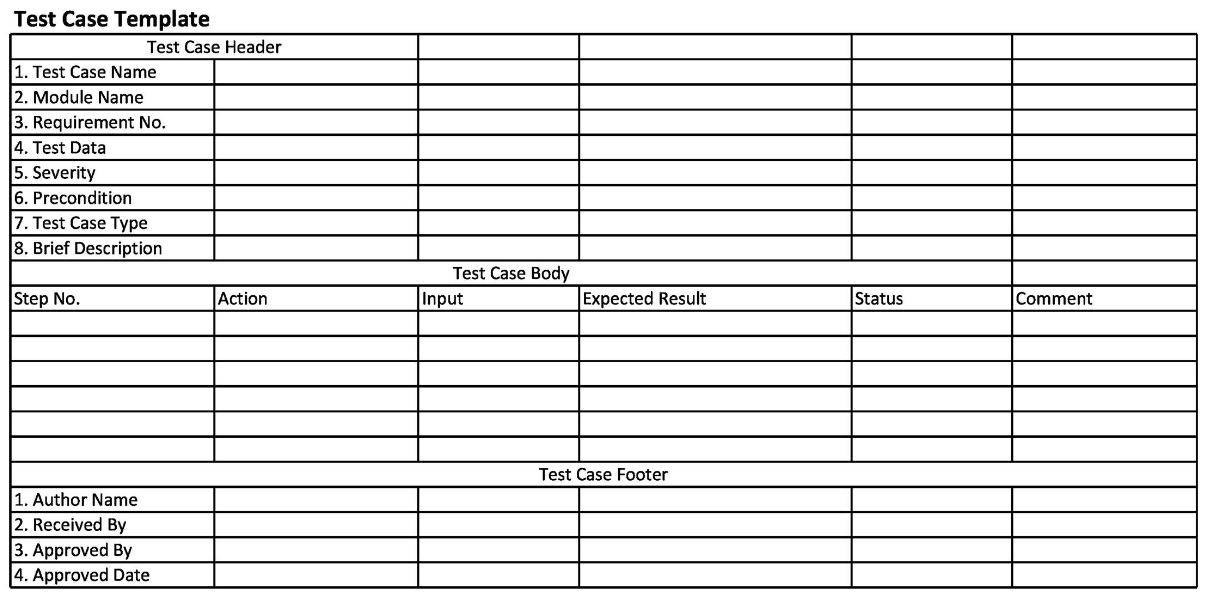 Test Case Template
Test Case Header
1. Test Case Name
2. Module Name
3. Requirement No.
4. Test Data
5. Severity
6. Precondition
7. Test Case Type
8. Brief Description
Test Case Body
Step No. Action Input Expected Result Status Comment
Test Case Footer
1. Author Name
2. Received By
3. Approved By
4. Approved Date